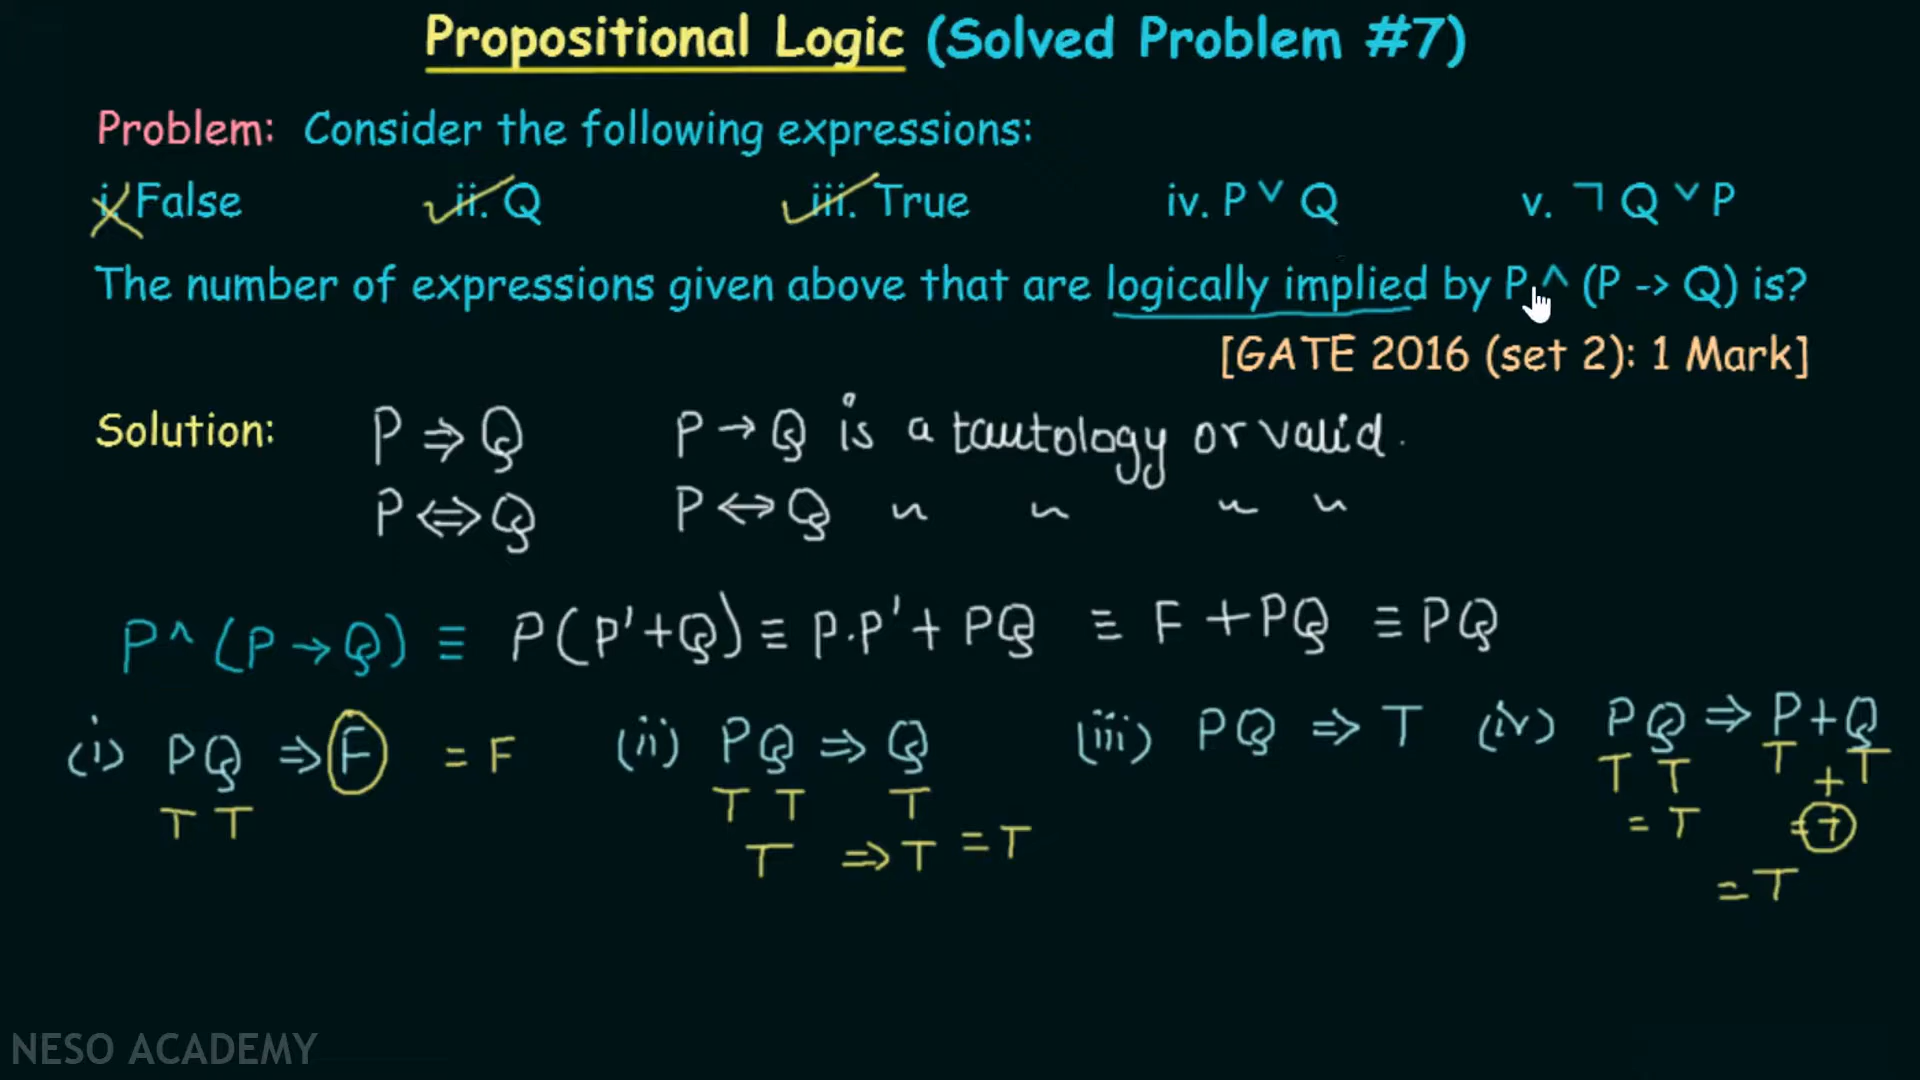 Propositional Logic (Solved Problem #7)
Problem: Consider the following expressions:
i. False ii. Q iii. True iv. P ∨ Q v. ¬ Q ∨ P
The number of expressions given above that are logically implied by P ∧ (P -> Q) is?
[GATE 2016 (set 2): 1 Mark]
Solution: P ⇒ Q P → Q is a tautology or valid.
P ⇔ Q P ↔ Q " " " "
P ∧ (P → Q) ≡ P(P'+Q) ≡ P.P' + PQ ≡ F + PQ ≡ PQ
(i) PQ ⇒ F = F (ii) PQ ⇒ Q (iii) PQ ⇒ T (iv) PQ ⇒ P+Q
T T T T T T T T + T
T ⇒ T = T = T = T
= T
NESO ACADEMY